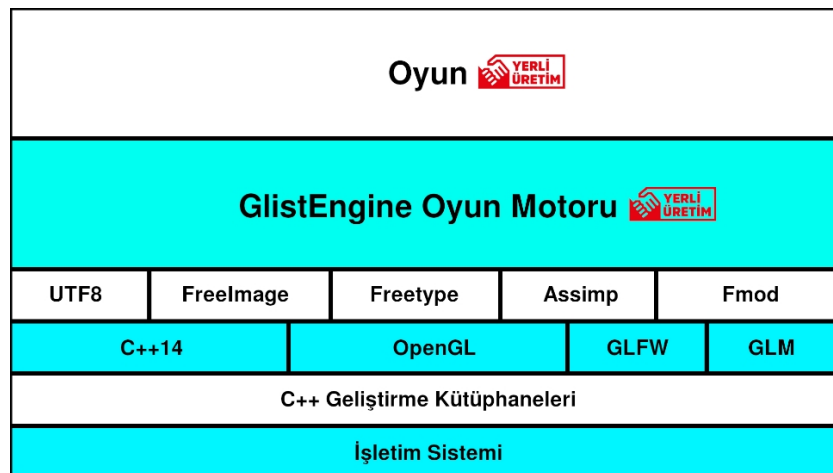 Oyun YERLİ ÜRETİM
GlistEngine Oyun Motoru YERLİ ÜRETİM
UTF8 FreeImage Freetype Assimp Fmod
C++14 OpenGL GLFW GLM
C++ Geliştirme Kütüphaneleri
İşletim Sistemi